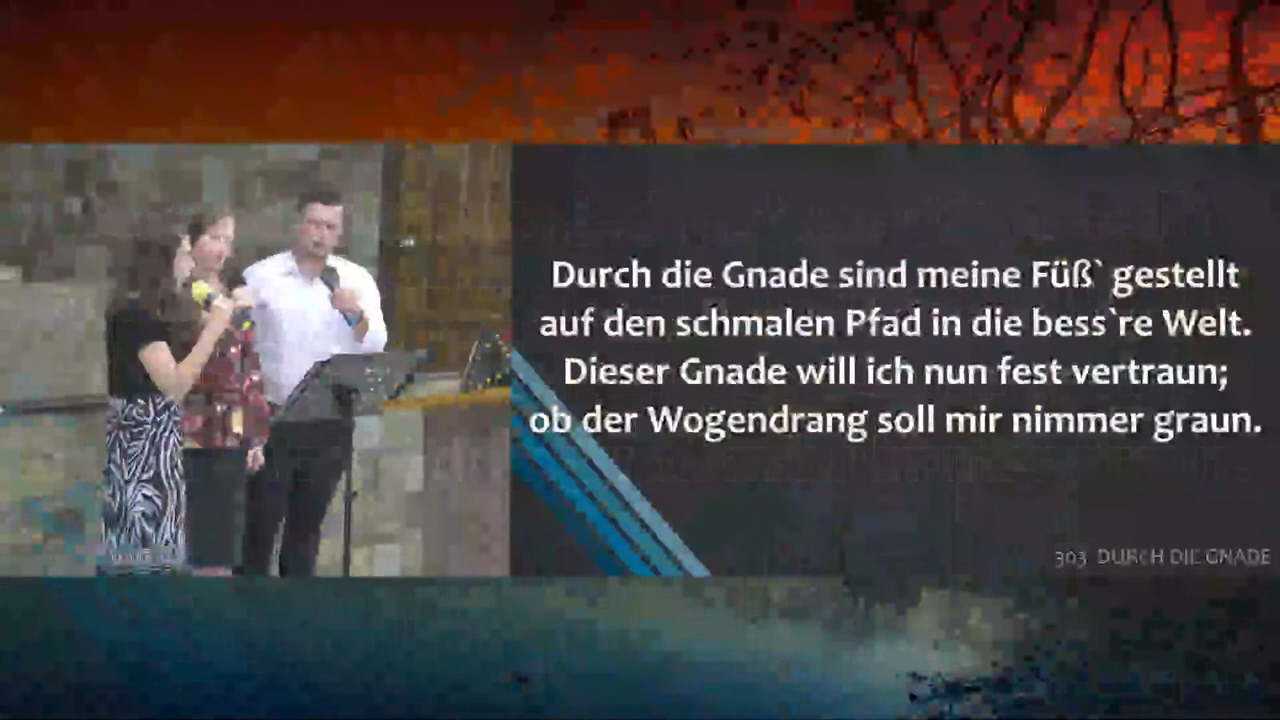 Durch die Gnade sind meine Füß` gestellt
auf den schmalen Pfad in die bess`re Welt.
Dieser Gnade will ich nun fest vertraun;
ob der Wogendrang soll mir nimmer graun.
303 DURCH DIE GNADE